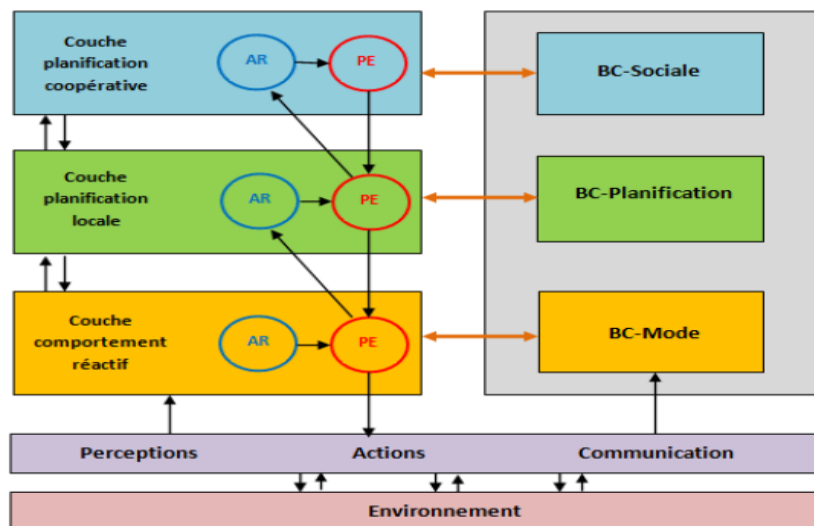 Couche
planification
coopérative
AR
PE
BC-Sociale
Couche
planification
locale
AR
PE
BC-Planification
Couche
comportement
réactif
AR
PE
BC-Mode
Perceptions
Actions
Communication
Environnement